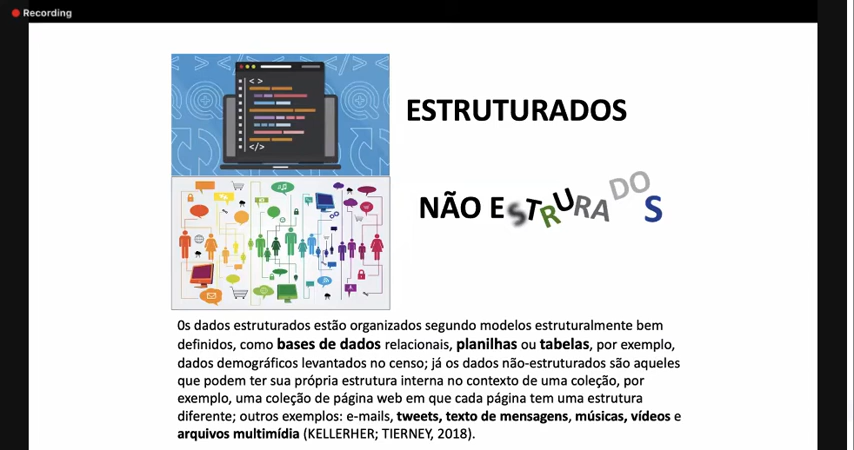 Recording
< >
</>
ESTRUTURADOS
NÃO ESTRURADOS
Os dados estruturados estão organizados segundo modelos estruturalmente bem
definidos, como bases de dados relacionais, planilhas ou tabelas, por exemplo,
dados demográficos levantados no censo; já os dados não-estruturados são aqueles
que podem ter sua própria estrutura interna no contexto de uma coleção, por
exemplo, uma coleção de página web em que cada página tem uma estrutura
diferente; outros exemplos: e-mails, tweets, texto de mensagens, músicas, vídeos e
arquivos multimídia (KELLERHER; TIERNEY, 2018).